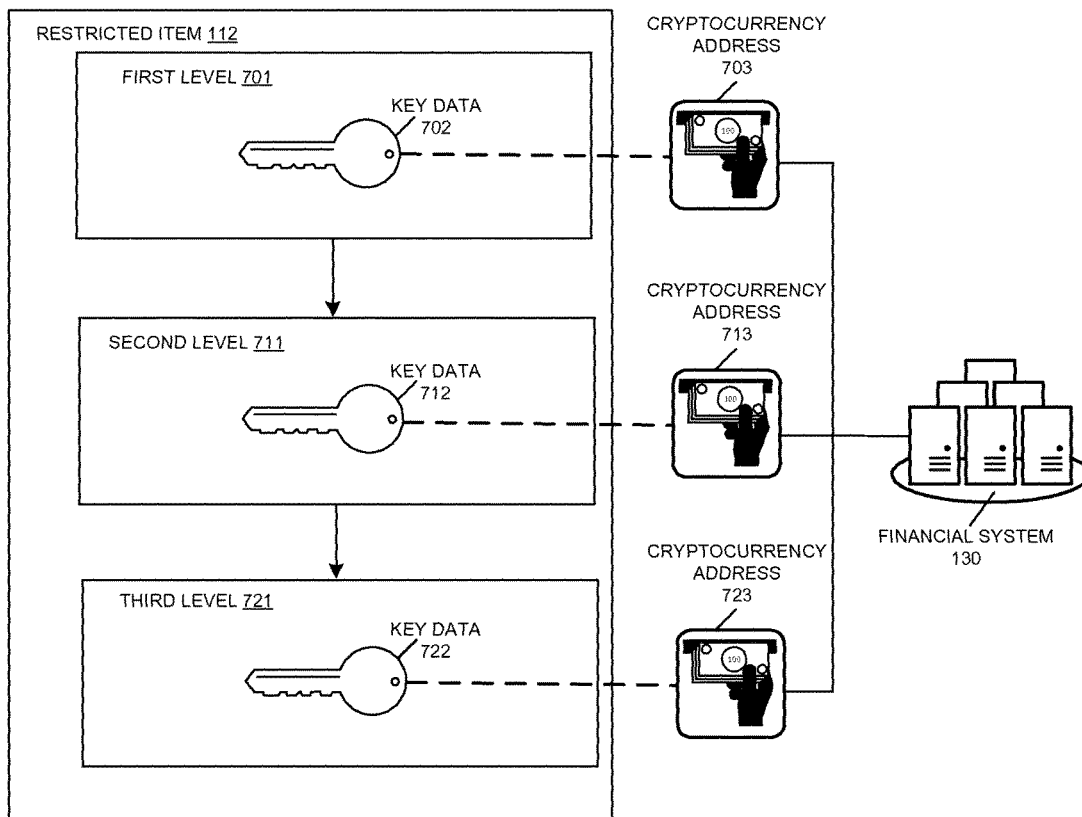 RESTRICTED ITEM 112
FIRST LEVEL 701
KEY DATA
702
CRYPTOCURRENCY
ADDRESS
703
100
SECOND LEVEL 711
KEY DATA
712
CRYPTOCURRENCY
ADDRESS
713
100
FINANCIAL SYSTEM
130
THIRD LEVEL 721
KEY DATA
722
CRYPTOCURRENCY
ADDRESS
723
100